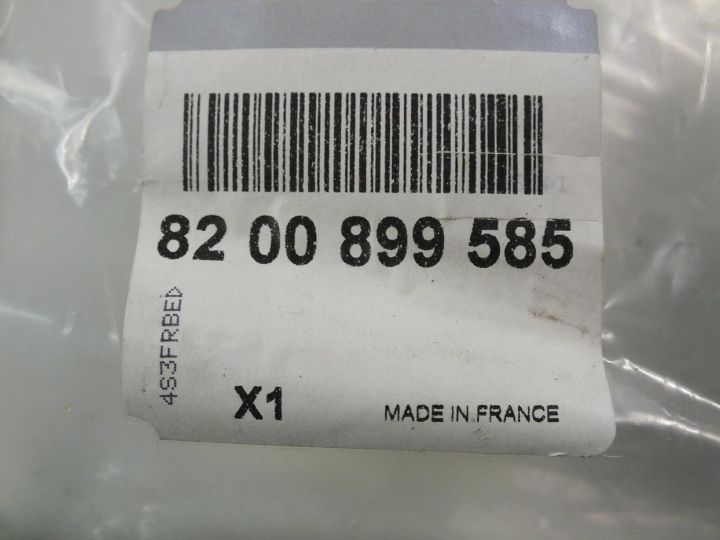 82 00 899 585
4S3FRBED
X1
MADE IN FRANCE